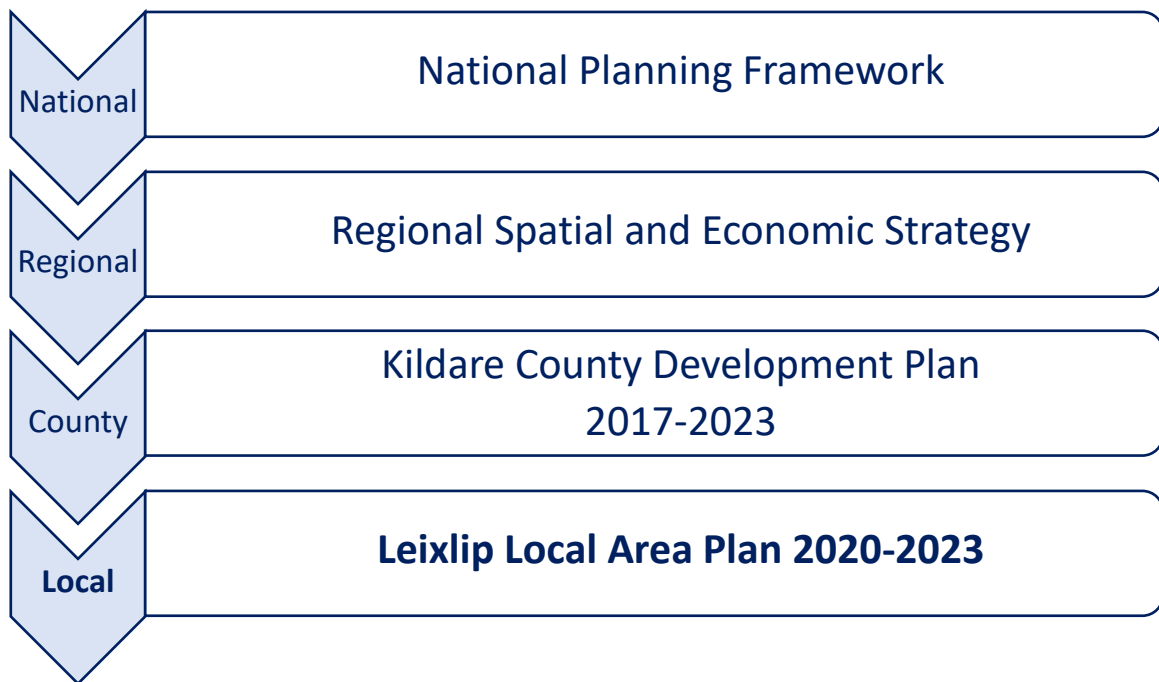 National
National Planning Framework
Regional
Regional Spatial and Economic Strategy
County
Kildare County Development Plan
2017-2023
Local
Leixlip Local Area Plan 2020-2023